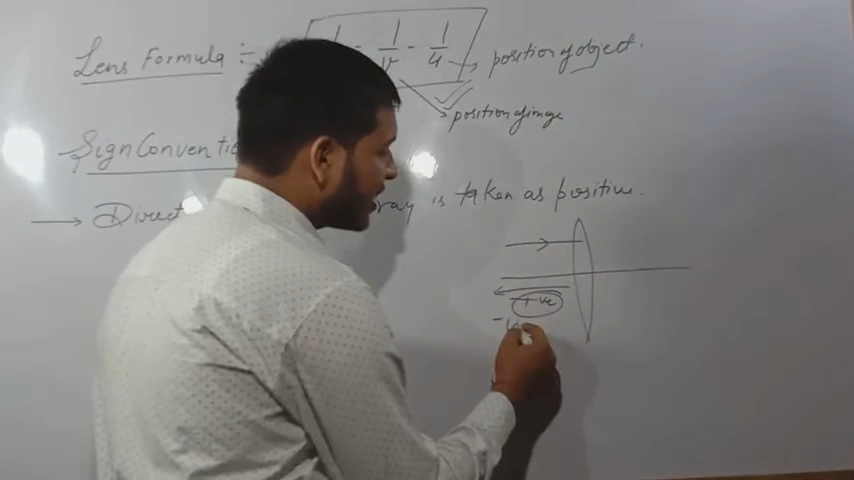 Lens Formula ÷ 1 - 1/v - 1/u → position of object.
→ position of image
Sign Conventio
→ Direct ray is taken as positive.
+ve